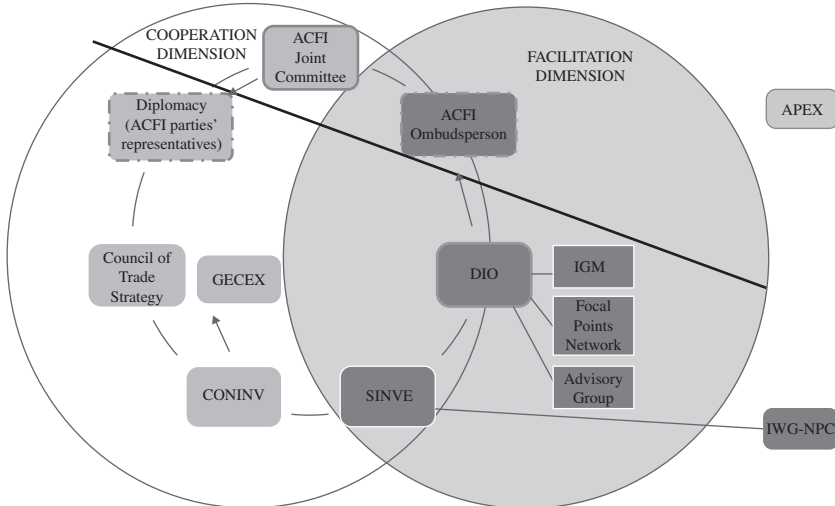 COOPERATION
DIMENSION
ACFI
Joint
Committee
FACILITATION
DIMENSION
Diplomacy
(ACFI parties’
representatives)
ACFI
Ombudsperson
APEX
Council of
Trade
Strategy
GECEX
DIO
IGM
Focal
Points
Network
Advisory
Group
CONINV
SINVE
IWG-NPC